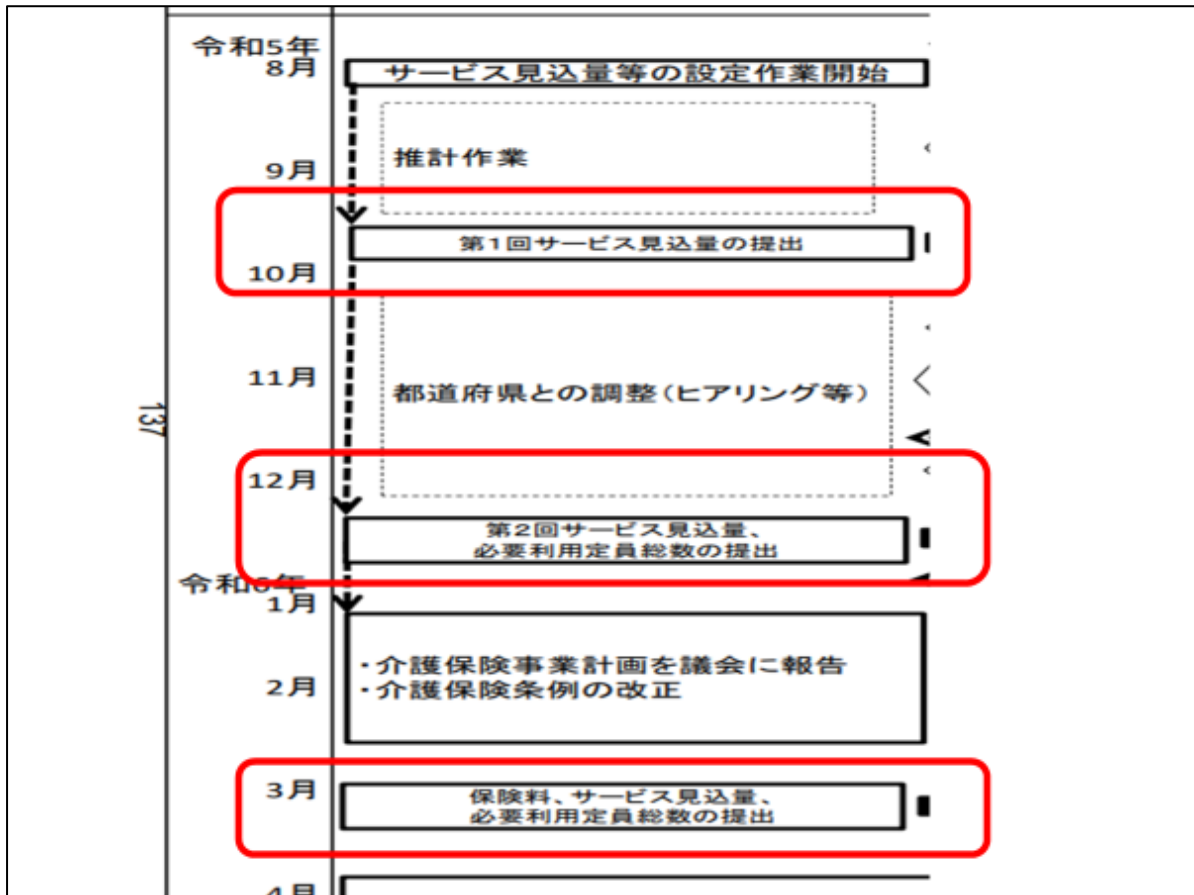 令和5年
8月
サービス見込量等の設定作業開始
推計作業
9月
第1回サービス見込量の提出
10月
11月
都道府県との調整(ヒアリング等)
137
12月
第2回サービス見込量、
必要利用定員総数の提出
令和6年
1月
・介護保険事業計画を議会に報告
2月
・介護保険条例の改正
3月
保険料、サービス見込量、
必要利用定員総数の提出
4月